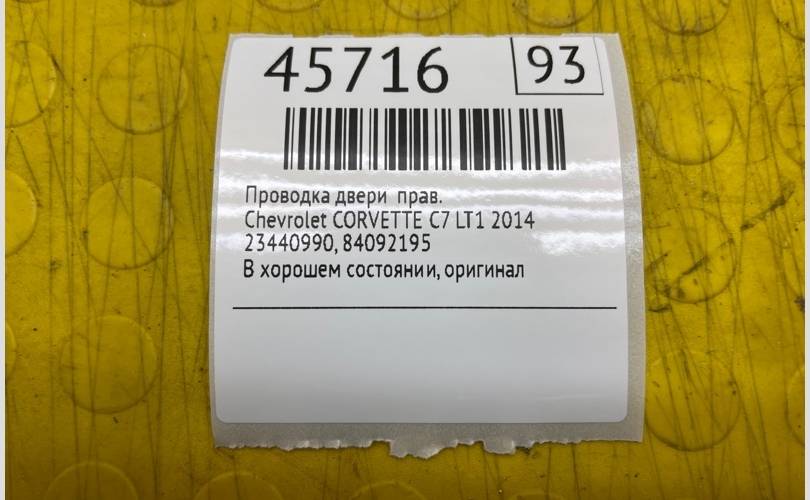 45716 93
Проводка двери прав.
Chevrolet CORVETTE C7 LT1 2014
23440990, 84092195
В хорошем состоянии, оригинал